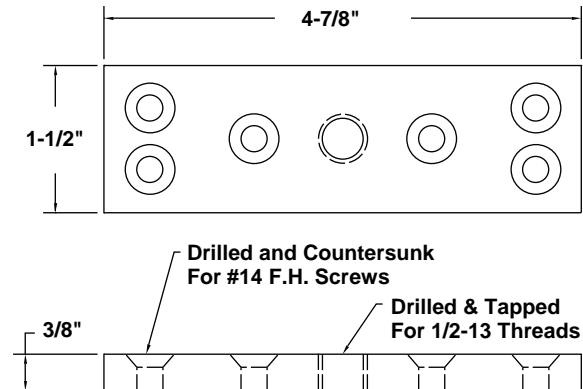 4-7/8"
1-1/2"
Drilled and Countersunk
For #14 F.H. Screws
3/8"
Drilled & Tapped
For 1/2-13 Threads